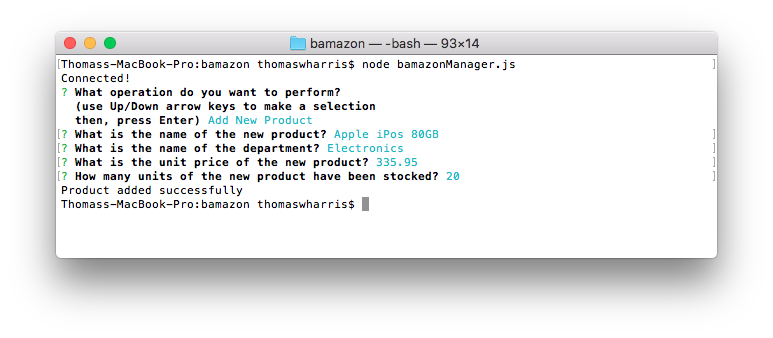 bamazon — -bash — 93×14
[Thomass-MacBook-Pro:bamazon thomaswharris$ node bamazonManager.js ]
Connected!
? What operation do you want to perform?
(use Up/Down arrow keys to make a selection
then, press Enter) Add New Product
[? What is the name of the new product? Apple iPos 80GB ]
[? What is the name of the department? Electronics ]
[? What is the unit price of the new product? 335.95 ]
[? How many units of the new product have been stocked? 20 ]
Product added successfully
Thomass-MacBook-Pro:bamazon thomaswharris$